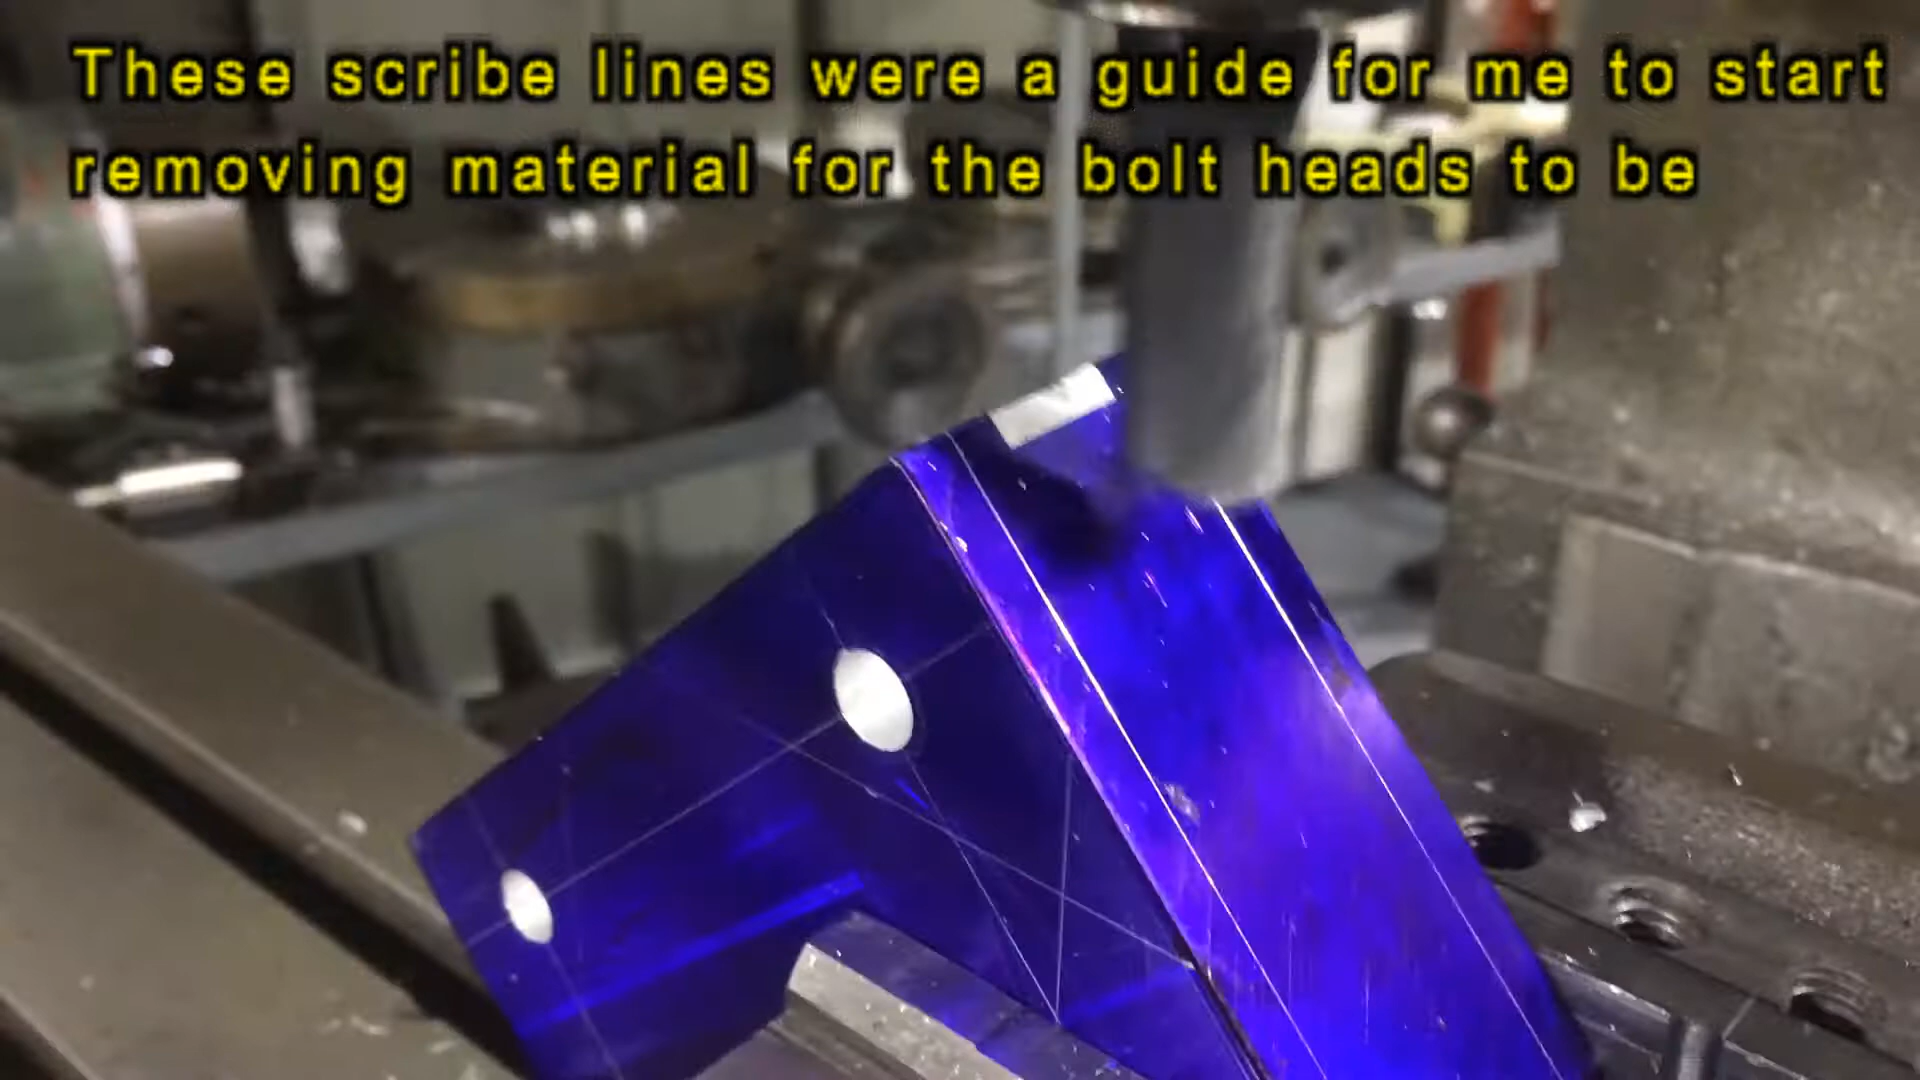 These scribe lines were a guide for me to start
removing material for the bolt heads to be